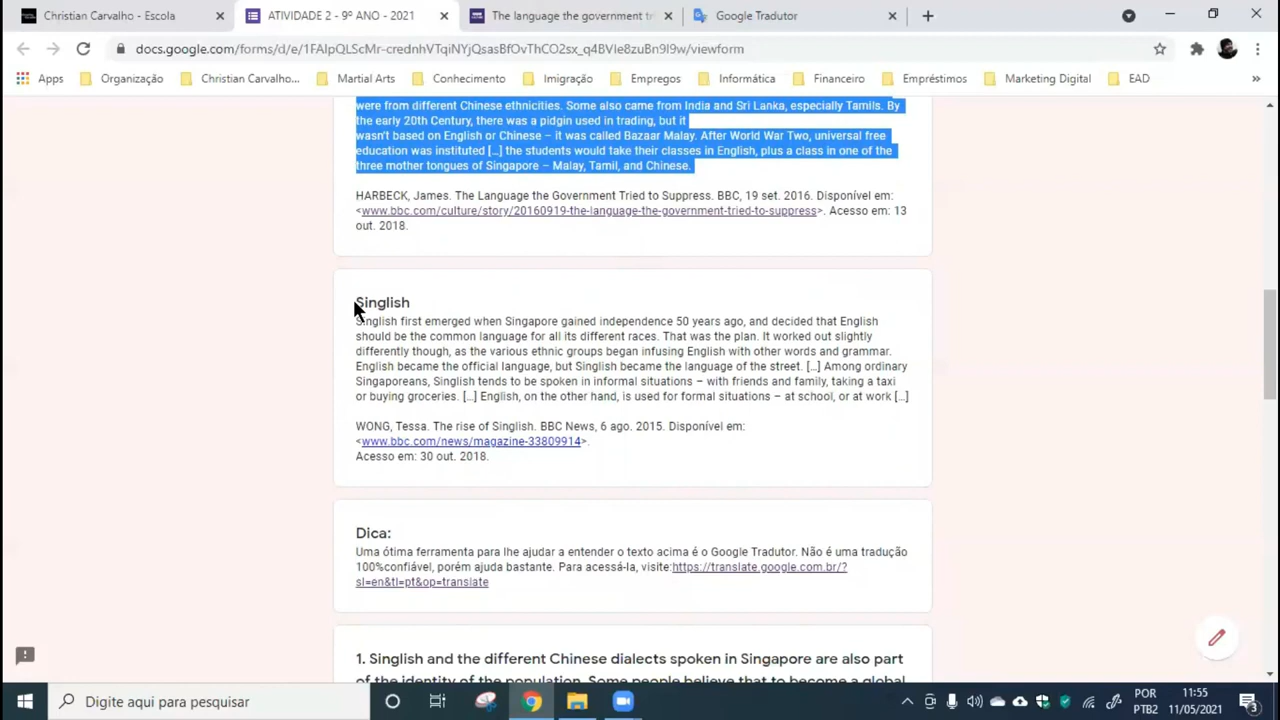 Christian Carvalho - Escola
ATIVIDADE 2 - 9º ANO - 2021
The language the government tr
Google Tradutor
docs.google.com/forms/d/e/1FAIpQLScMr-crednhVTqiNYjQsasBfOvThCO2sx_q4BVIe8zuBn9l9w/viewform
Apps
Organização
Christian Carvalho...
Martial Arts
Conhecimento
Imigração
Empregos
Informática
Financeiro
Empréstimos
Marketing Digital
EAD
were from different Chinese ethnicities. Some also came from India and Sri Lanka, especially Tamils. By
the early 20th Century, there was a pidgin used in trading, but it
wasn't based on English or Chinese – it was called Bazaar Malay. After World War Two, universal free
education was instituted [...] the students would take their classes in English, plus a class in one of the
three mother tongues of Singapore – Malay, Tamil, and Chinese.
HARBECK, James. The Language the Government Tried to Suppress. BBC, 19 set. 2016. Disponível em:
<www.bbc.com/culture/story/20160919-the-language-the-government-tried-to-suppress>. Acesso em: 13
out. 2018.
Singlish
Singlish first emerged when Singapore gained independence 50 years ago, and decided that English
should be the common language for all its different races. That was the plan. It worked out slightly
differently though, as the various ethnic groups began infusing English with other words and grammar.
English became the official language, but Singlish became the language of the street. [...] Among ordinary
Singaporeans, Singlish tends to be spoken in informal situations – with friends and family, taking a taxi
or buying groceries. [...] English, on the other hand, is used for formal situations – at school, or at work [...]
WONG, Tessa. The rise of Singlish. BBC News, 6 ago. 2015. Disponível em:
<www.bbc.com/news/magazine-33809914>.
Acesso em: 30 out. 2018.
Dica:
Uma ótima ferramenta para lhe ajudar a entender o texto acima é o Google Tradutor. Não é uma tradução
100%confiável, porém ajuda bastante. Para acessá-la, visite:https://translate.google.com.br/?
sl=en&tl=pt&op=translate
1. Singlish and the different Chinese dialects spoken in Singapore are also part
of the identity of the population. Some people believe that to become a global
Digite aqui para pesquisar
POR
PTB2
11:55
11/05/2021
3